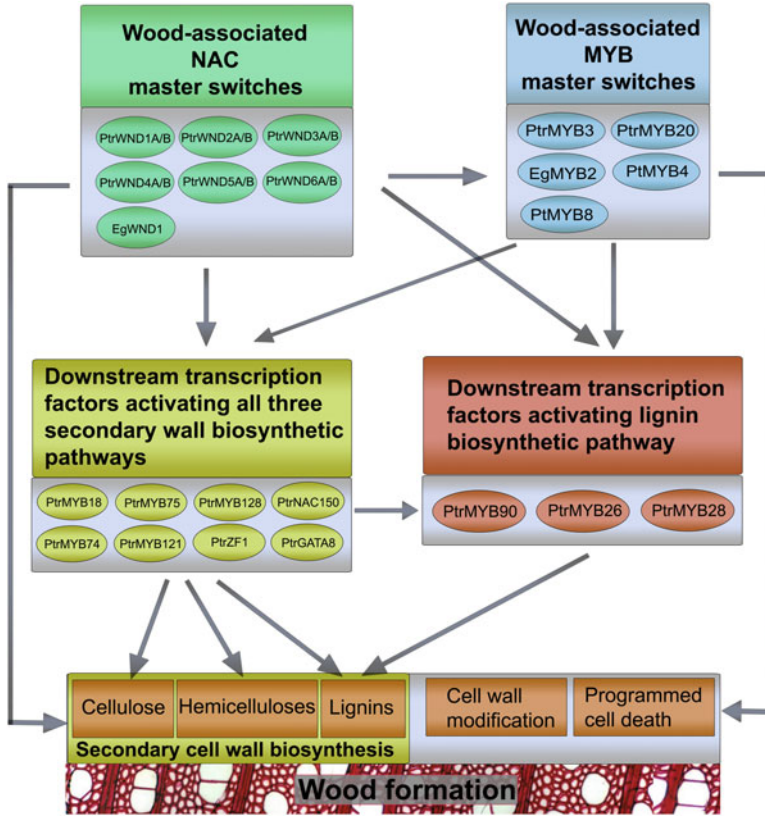 Wood-associated
NAC
master switches
PtrWND1A/B PtrWND2A/B PtrWND3A/B
PtrWND4A/B PtrWND5A/B PtrWND6A/B
EgWND1
Wood-associated
MYB
master switches
PtrMYB3 PtrMYB20
EgMYB2 PtMYB4
PtMYB8
Downstream transcription
factors activating all three
secondary wall biosynthetic
pathways
PtrMYB18 PtrMYB75 PtrMYB128 PtrNAC150
PtrMYB74 PtrMYB121 PtrZF1 PtrGATA8
Downstream transcription
factors activating lignin
biosynthetic pathway
PtrMYB90 PtrMYB26 PtrMYB28
Cellulose Hemicelluloses Lignins
Secondary cell wall biosynthesis
Cell wall
modification
Programmed
cell death
Wood formation